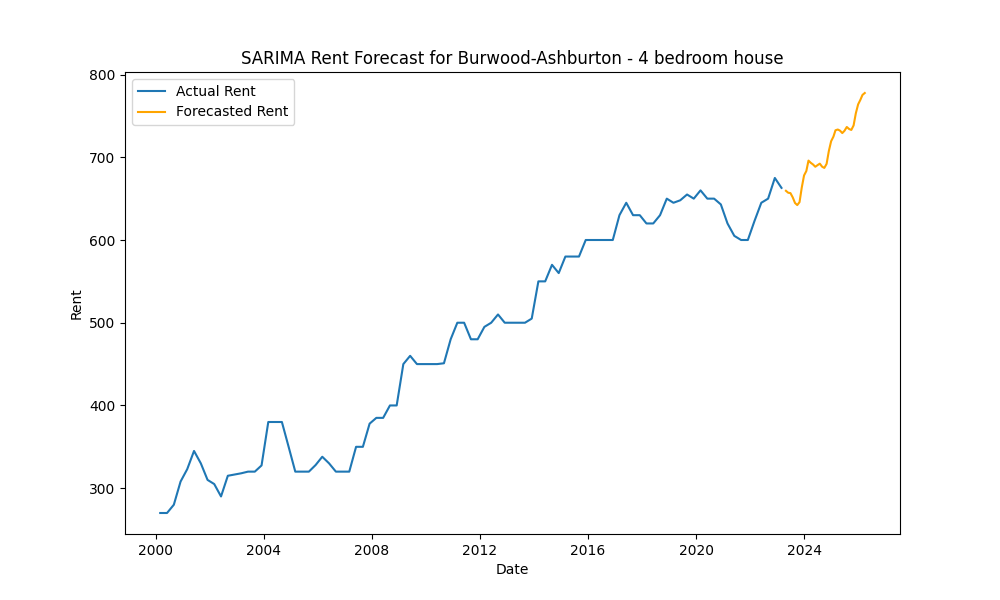 SARIMA Rent Forecast for Burwood-Ashburton - 4 bedroom house
Actual Rent
Forecasted Rent
800
700
600
500
400
300
Rent
2000 2004 2008 2012 2016 2020 2024
Date